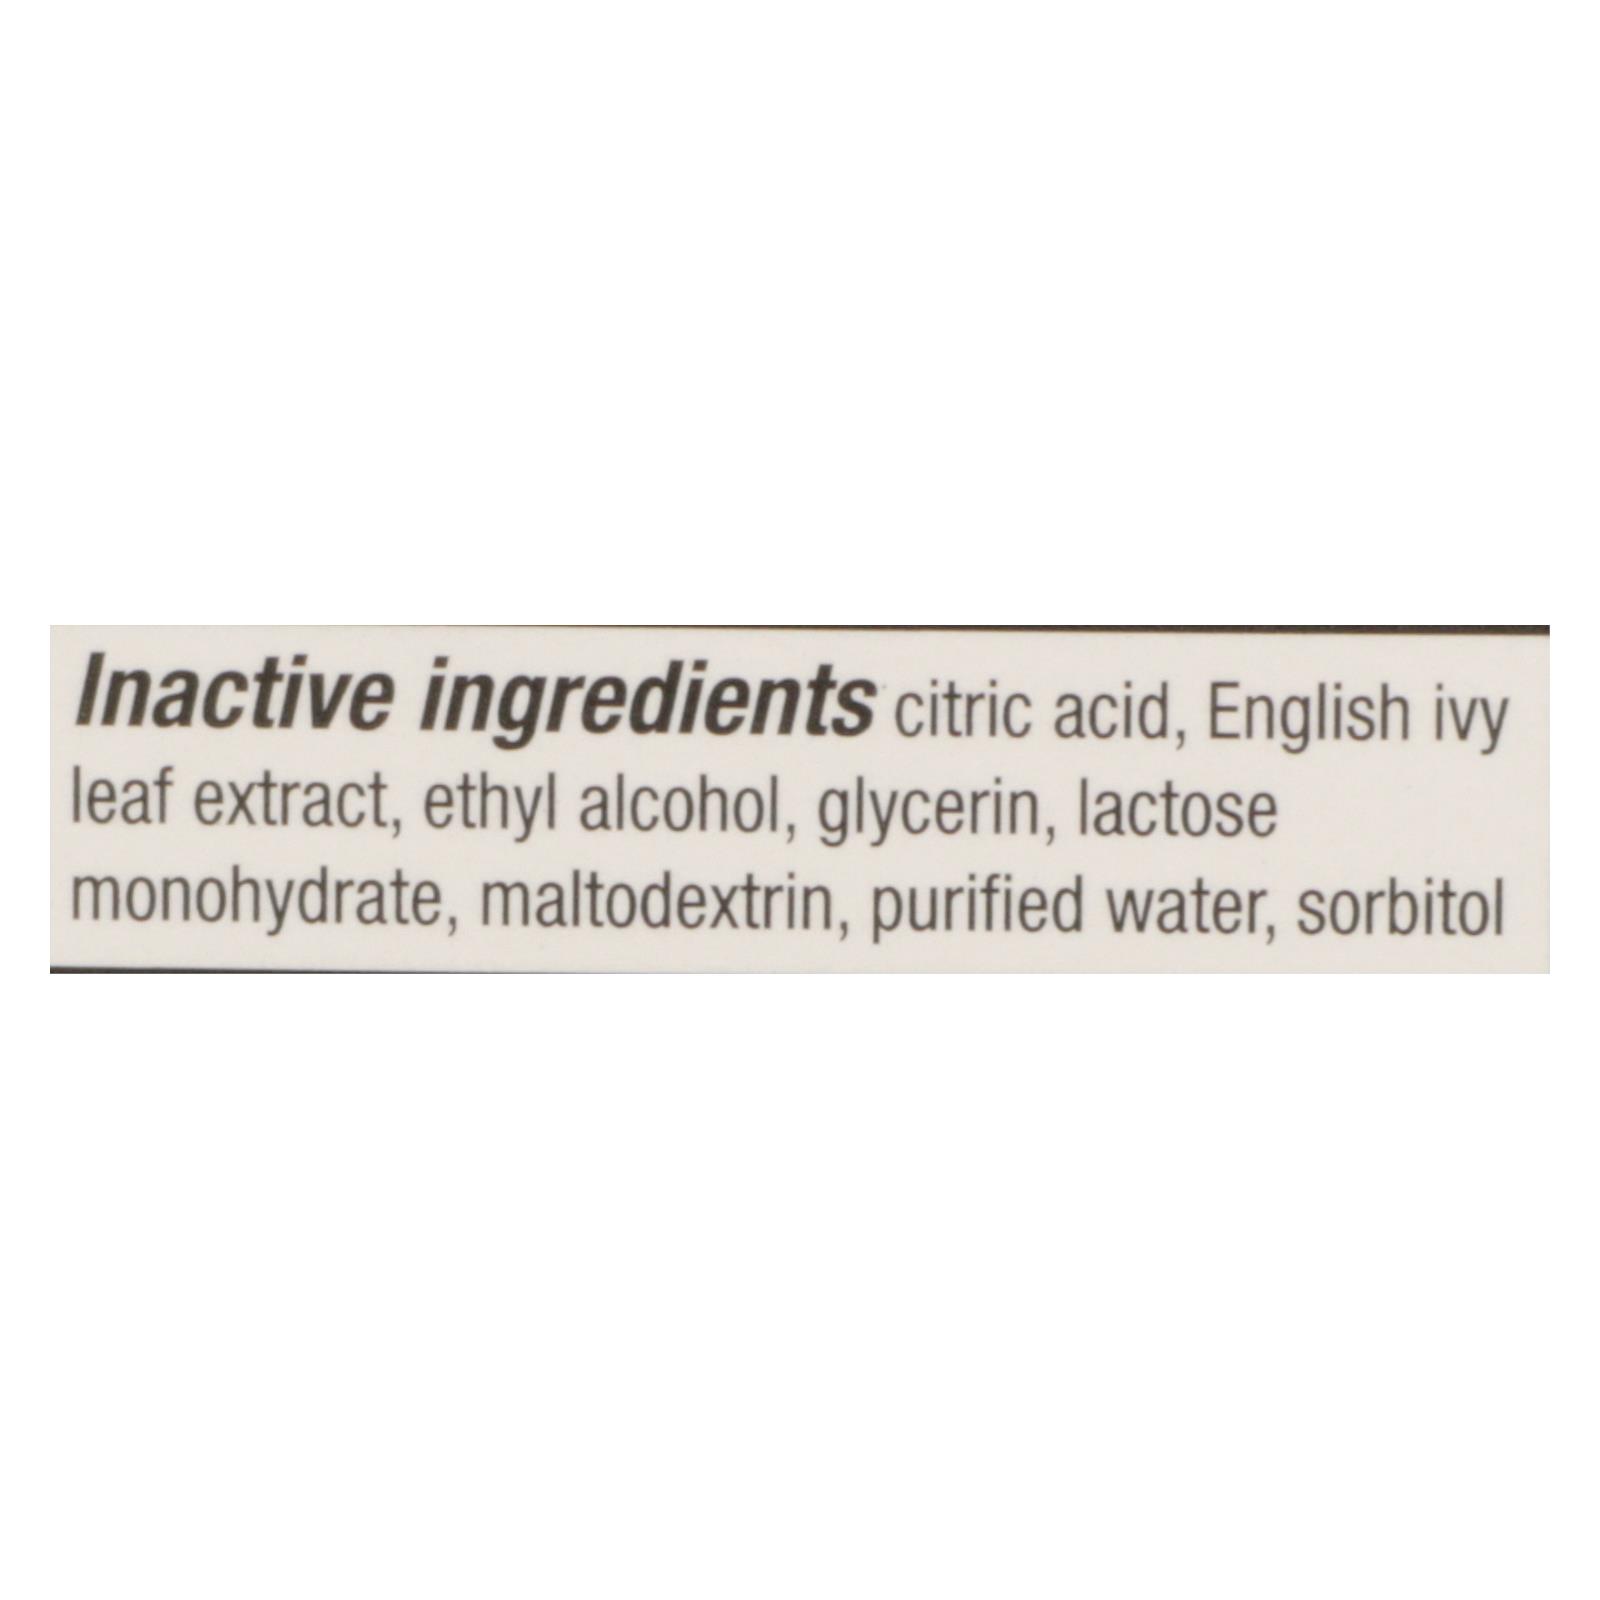 Inactive ingredients citric acid, English ivy
leaf extract, ethyl alcohol, glycerin, lactose
monohydrate, maltodextrin, purified water, sorbitol